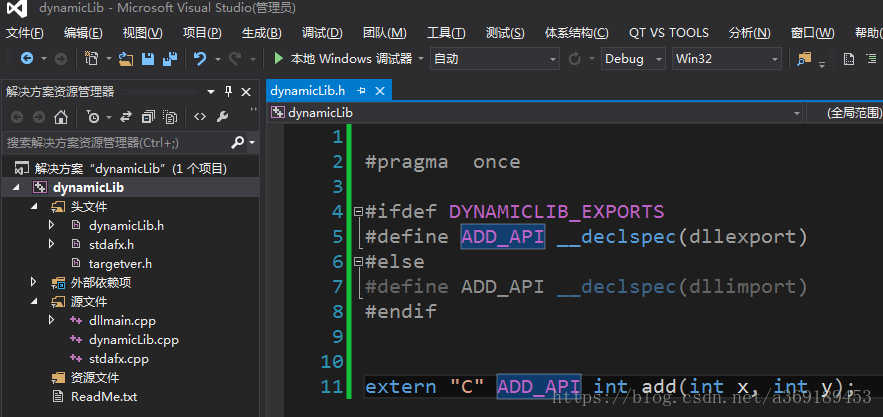 dynamicLib - Microsoft Visual Studio(管理员)
文件(F) 编辑(E) 视图(V) 项目(P) 生成(B) 调试(D) 团队(M) 工具(T) 测试(S) 体系结构(C) QT VS TOOLS 分析(N) 窗口(W) 帮助(
本地 Windows 调试器 自动 Debug Win32
解决方案资源管理器
dynamicLib.h
dynamicLib (全局范围)
搜索解决方案资源管理器(Ctrl+;)
解决方案“dynamicLib”(1 个项目)
dynamicLib
头文件
dynamicLib.h
stdafx.h
targetver.h
外部依赖项
源文件
dllmain.cpp
dynamicLib.cpp
stdafx.cpp
资源文件
ReadMe.txt
1
2 #pragma once
3
4 #ifdef DYNAMICLIB_EXPORTS
5 #define ADD_API __declspec(dllexport)
6 #else
7 #define ADD_API __declspec(dllimport)
8 #endif
9
10
11 extern "C" ADD_API int add(int x, int y);
https://blog.csdn.net/a369189453